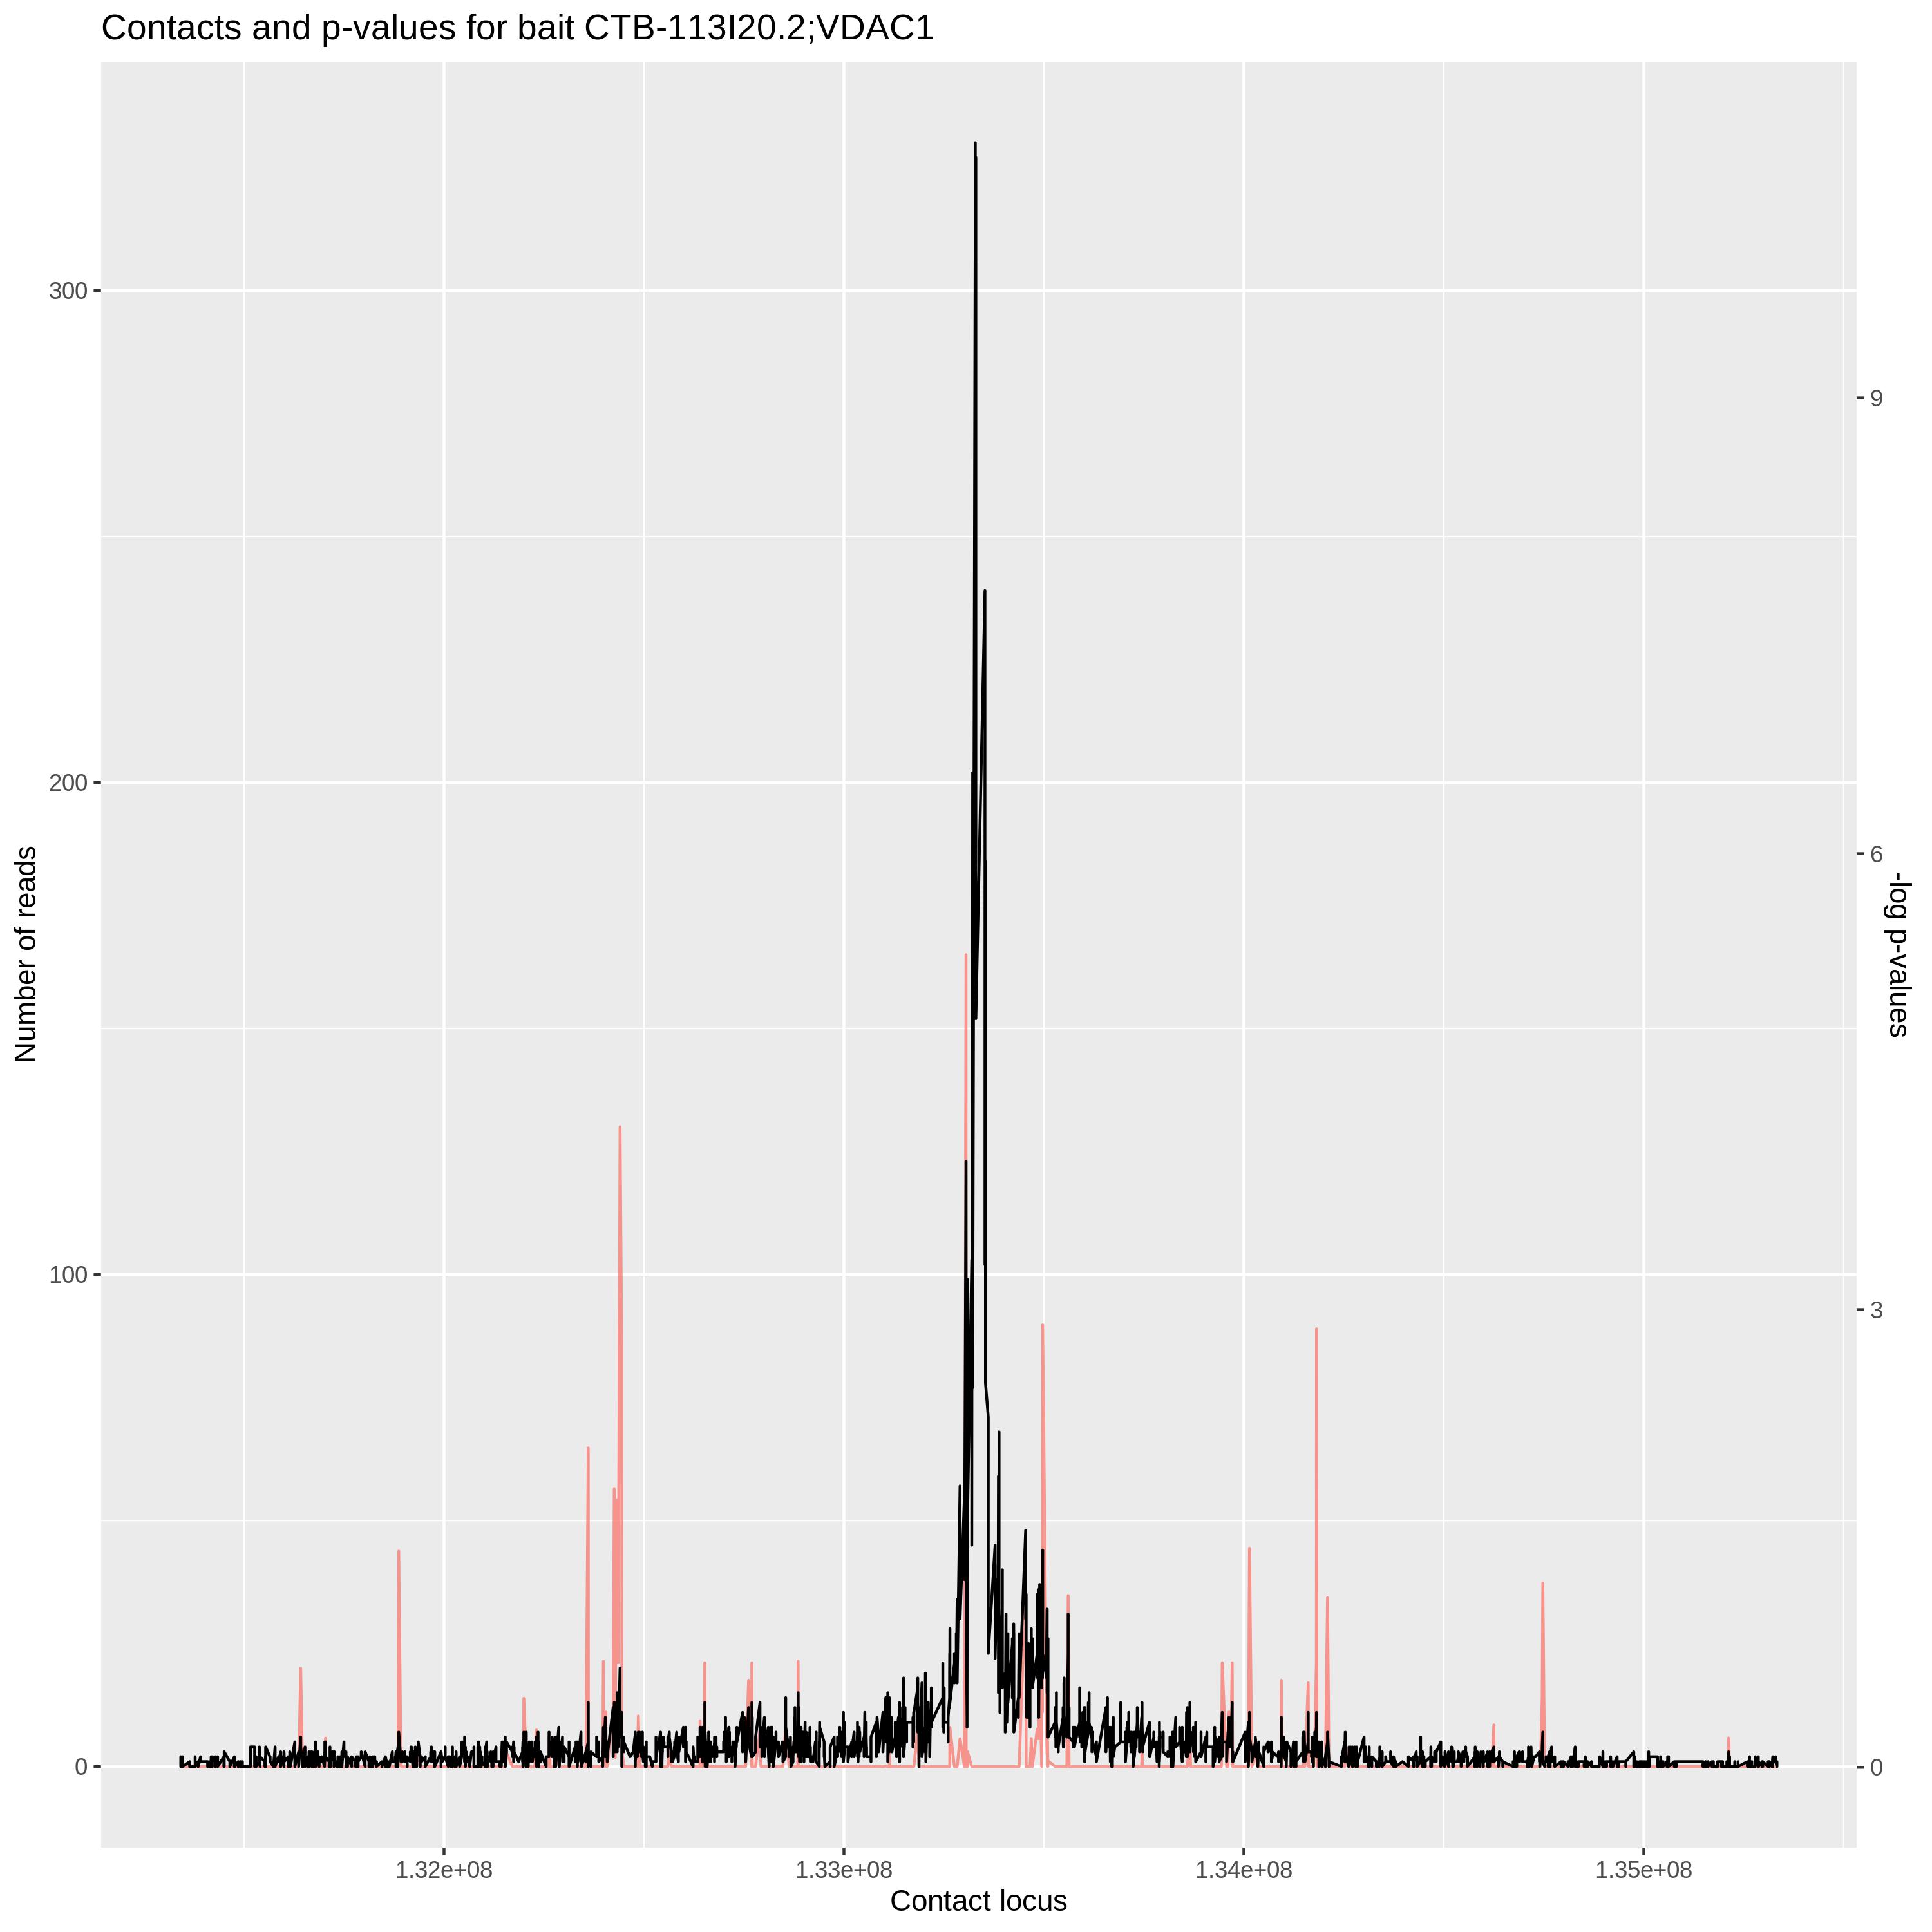 Contacts and p-values for bait CTB-113I20.2;VDAC1
300
200
100
0
Number of reads
9
6
3
0
-log p-values
1.32e+08 1.33e+08 1.34e+08 1.35e+08
Contact locus